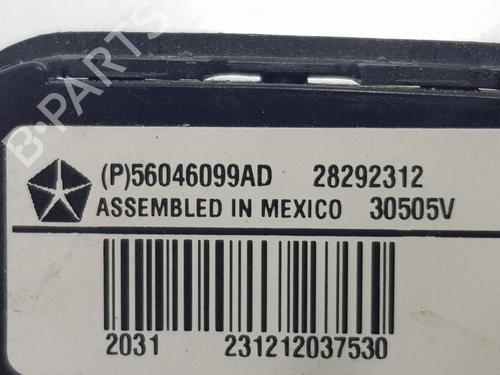 B-PARTS
(P)56046099AD 28292312
ASSEMBLED IN MEXICO 30505V
2031 231212037530